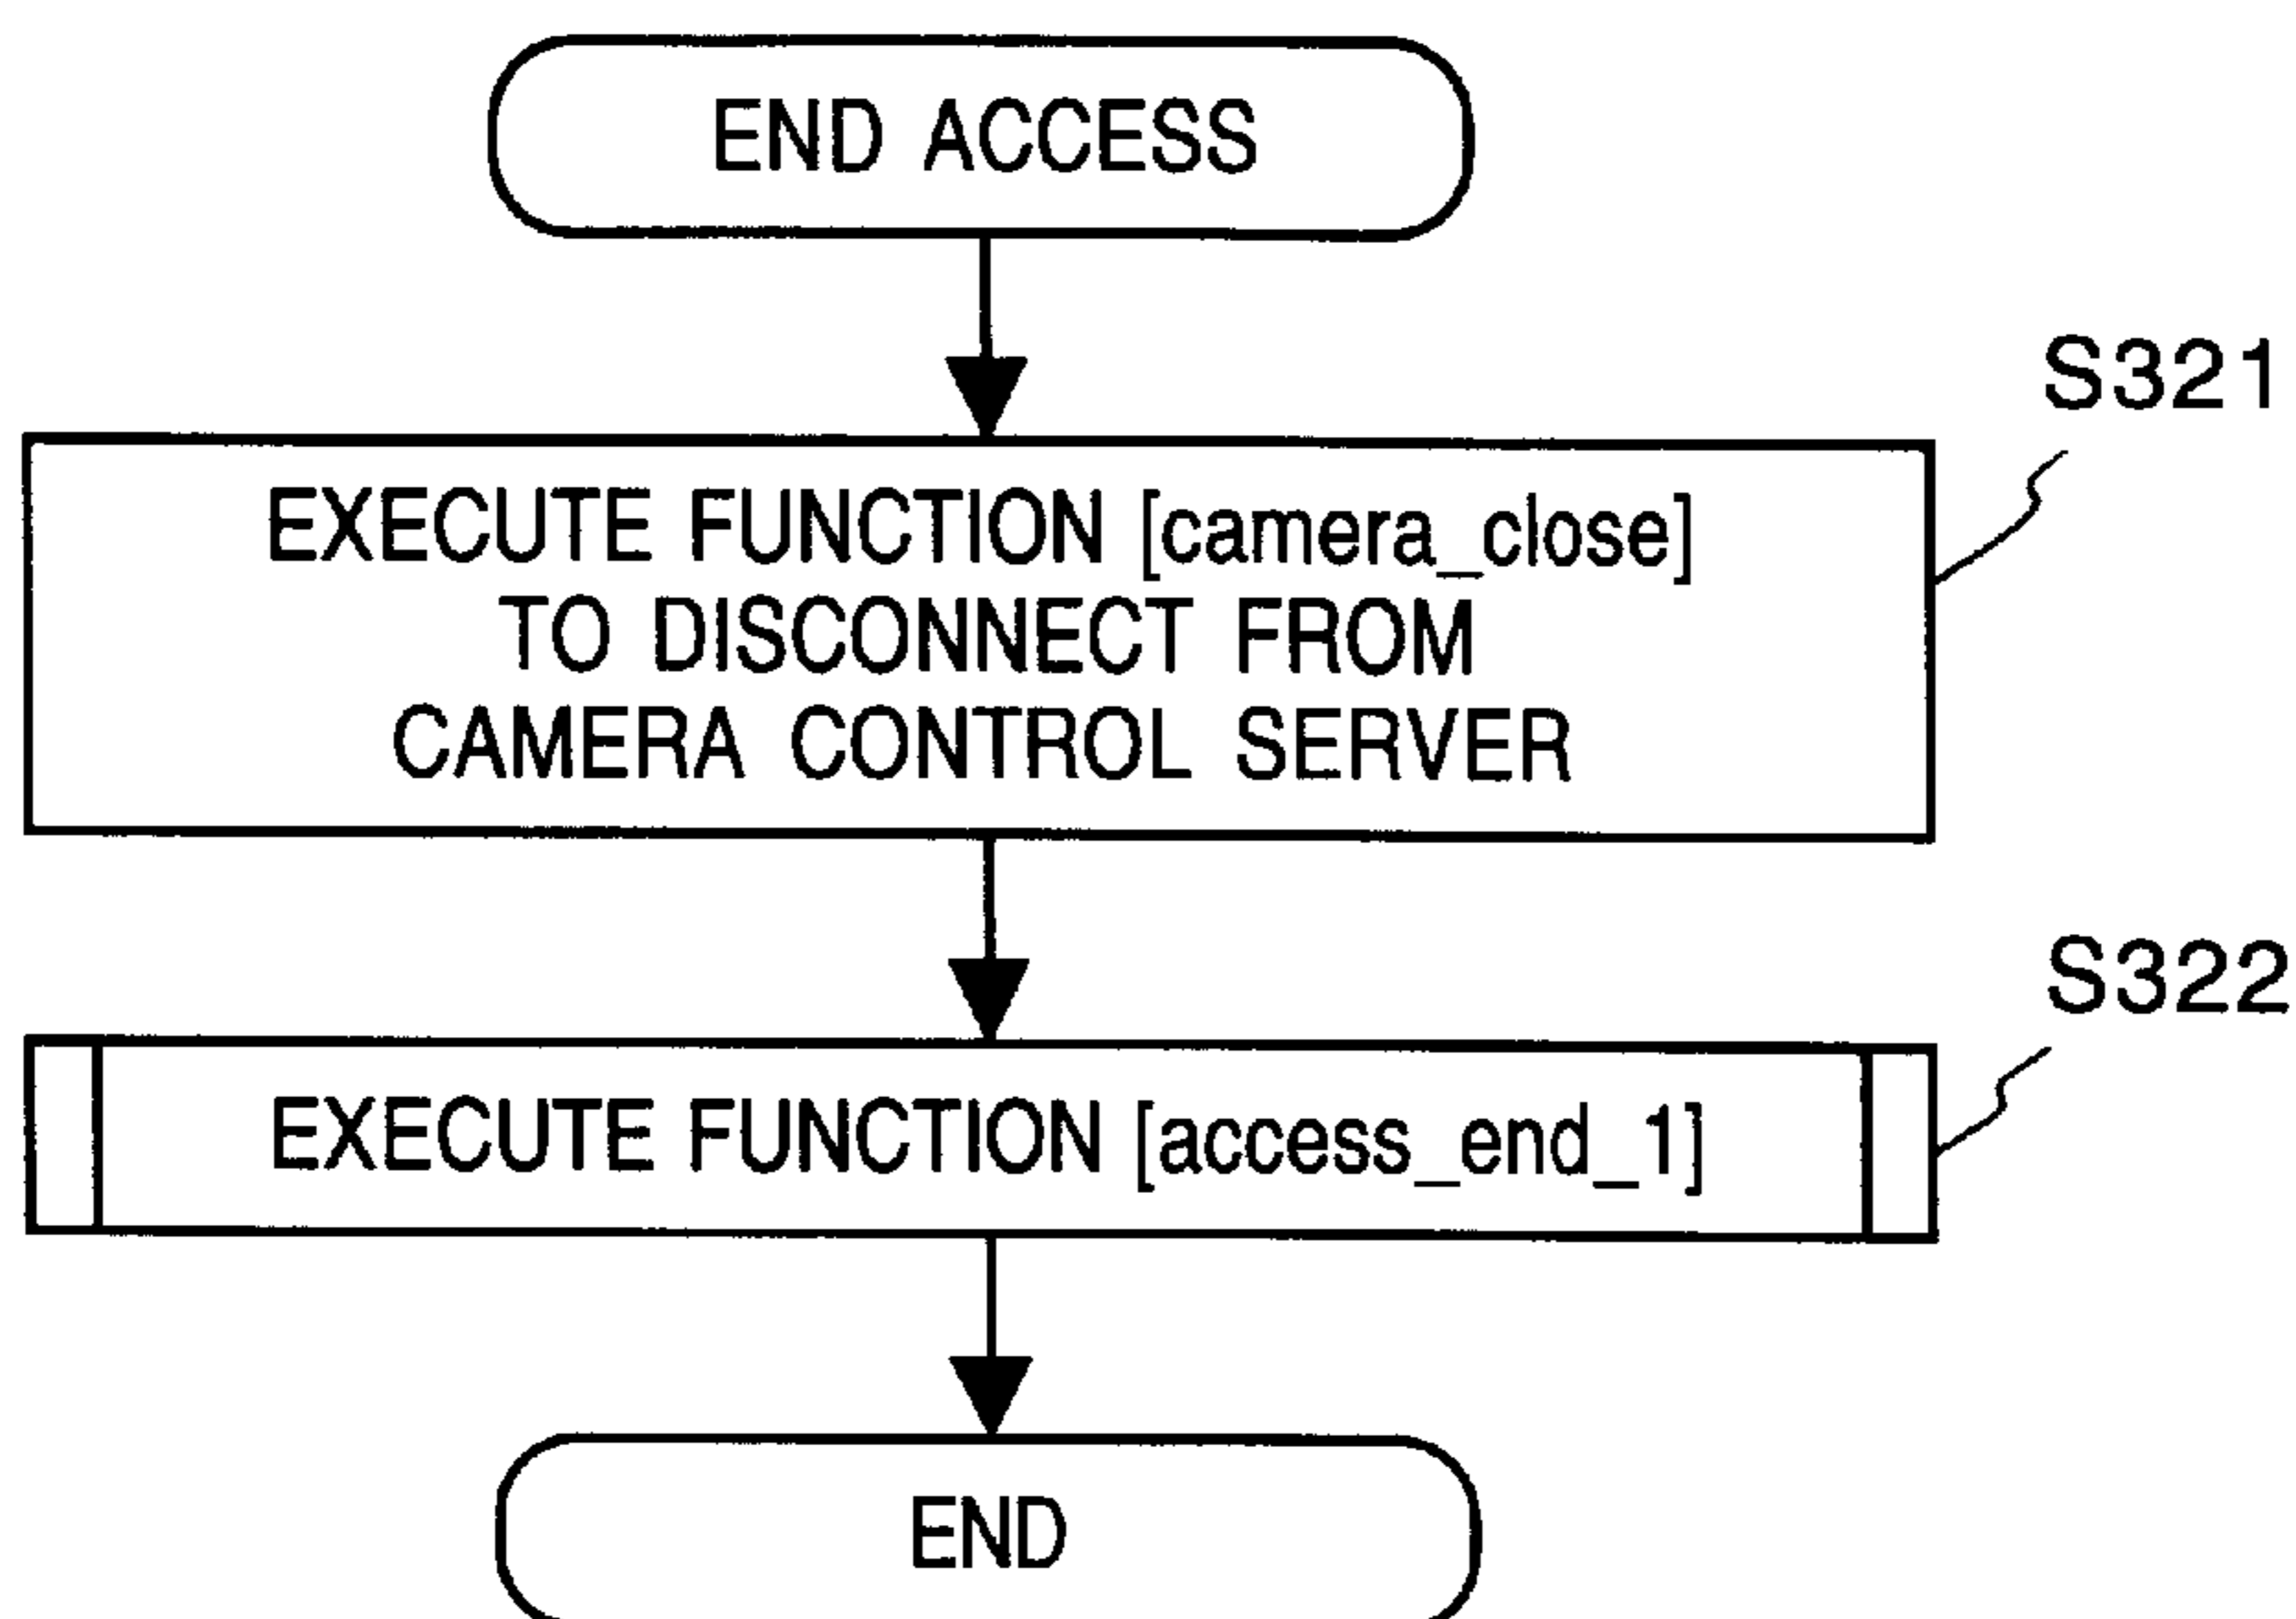 END ACCESS
S321
EXECUTE FUNCTION [camera_close]
TO DISCONNECT FROM
CAMERA CONTROL SERVER
S322
EXECUTE FUNCTION [access_end_1]
END